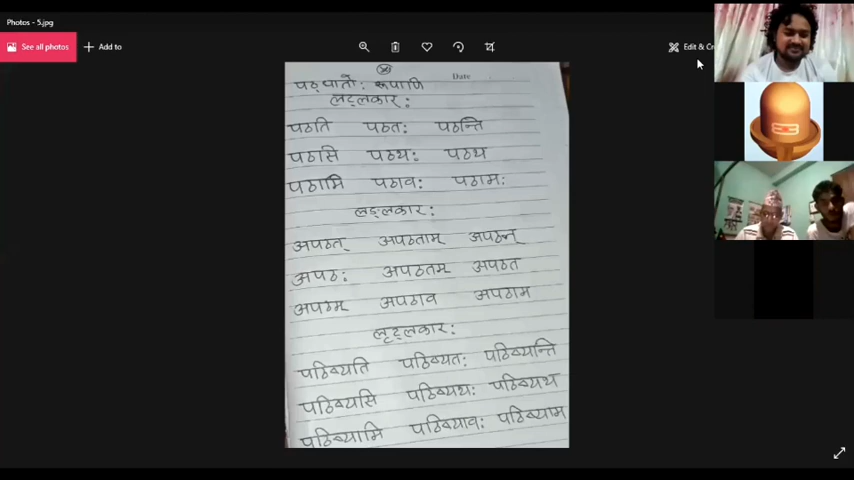 Photos - 5.jpg
See all photos
Add to
Edit & Cr
Date
पठ् धातोः रूपाणि
लृट्लकारः
पठति पठतः पठन्ति
पठसि पठथः पठथ
पठामि पठावः पठामः
लङ्लकारः
अपठत् अपठताम् अपठन्
अपठः अपठतम् अपठत
अपठम् अपठाव अपठाम
लृट्लकारः
पठिष्यति पठिष्यतः पठिष्यान्ति
पठिष्यसि पठिष्यथः पठिष्यथ
पठिष्यामि पठिष्यावः पठिष्याम